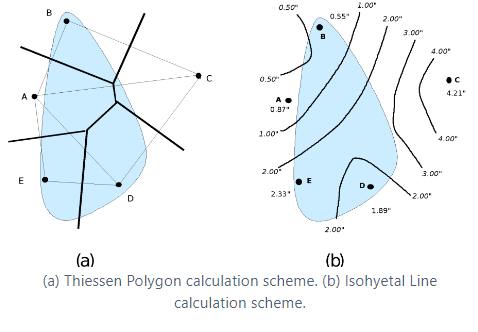 B
C
A
E
D
(a)
0.50"
1.00"
0.55"
2.00"
B
3.00"
4.00"
0.50"
C
4.21"
A
0.87"
1.00"
4.00"
2.00"
3.00"
E
D
2.33"
2.00"
1.89"
2.00"
(b)
(a) Thiessen Polygon calculation scheme. (b) Isohyetal Line
calculation scheme.